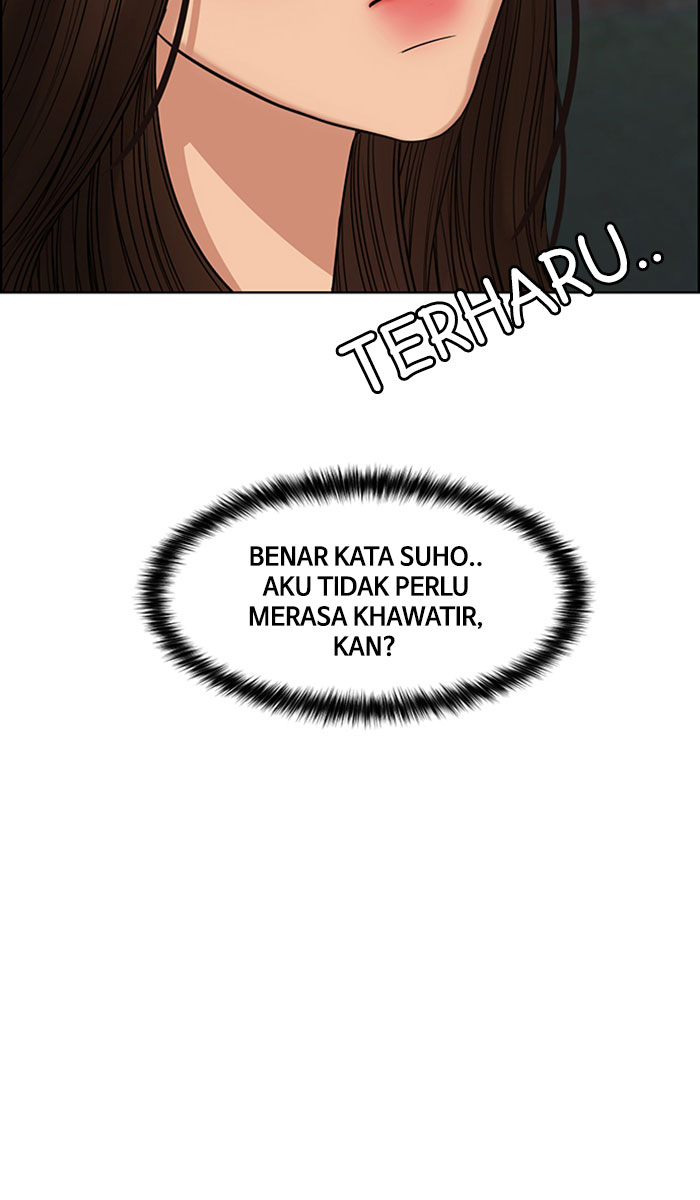 TERHARU..
BENAR KATA SUHO..
AKU TIDAK PERLU
MERASA KHAWATIR,
KAN?